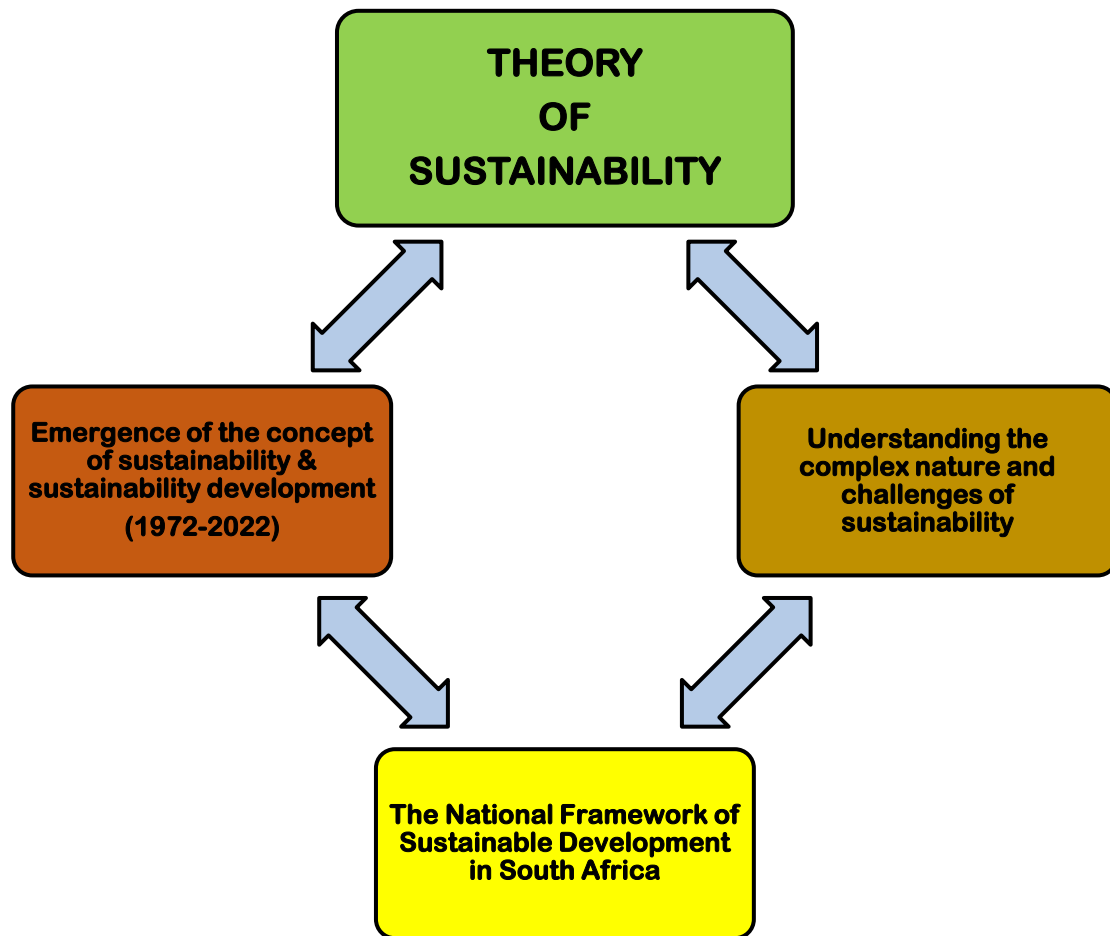 THEORY
OF
SUSTAINABILITY
Emergence of the concept
of sustainability &
sustainability development
(1972-2022)
Understanding the
complex nature and
challenges of
sustainability
The National Framework of
Sustainable Development
in South Africa